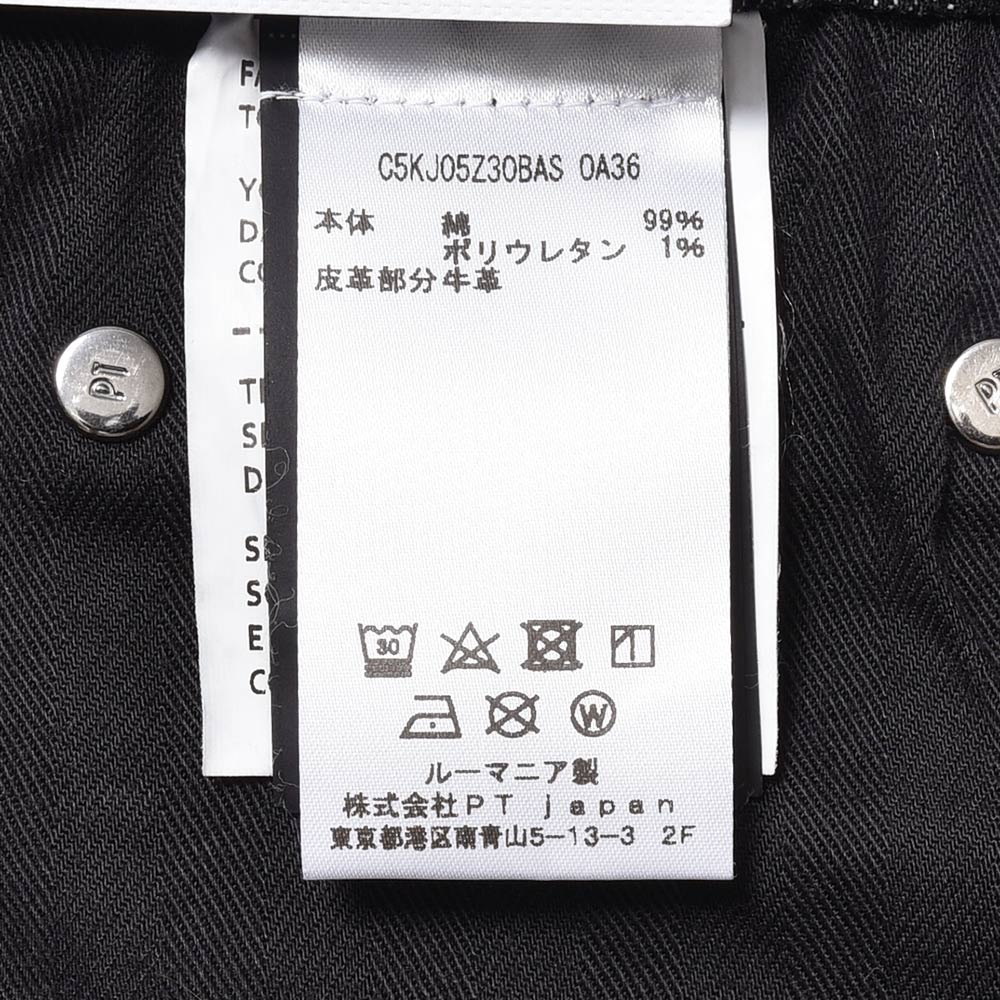 C5KJ05Z30BAS 0A36
本体 綿 99%
ポリウレタン 1%
皮革部分牛革
30
W
ルーマニア製
株式会社PT japan
東京都港区南青山5-13-3 2F
PT